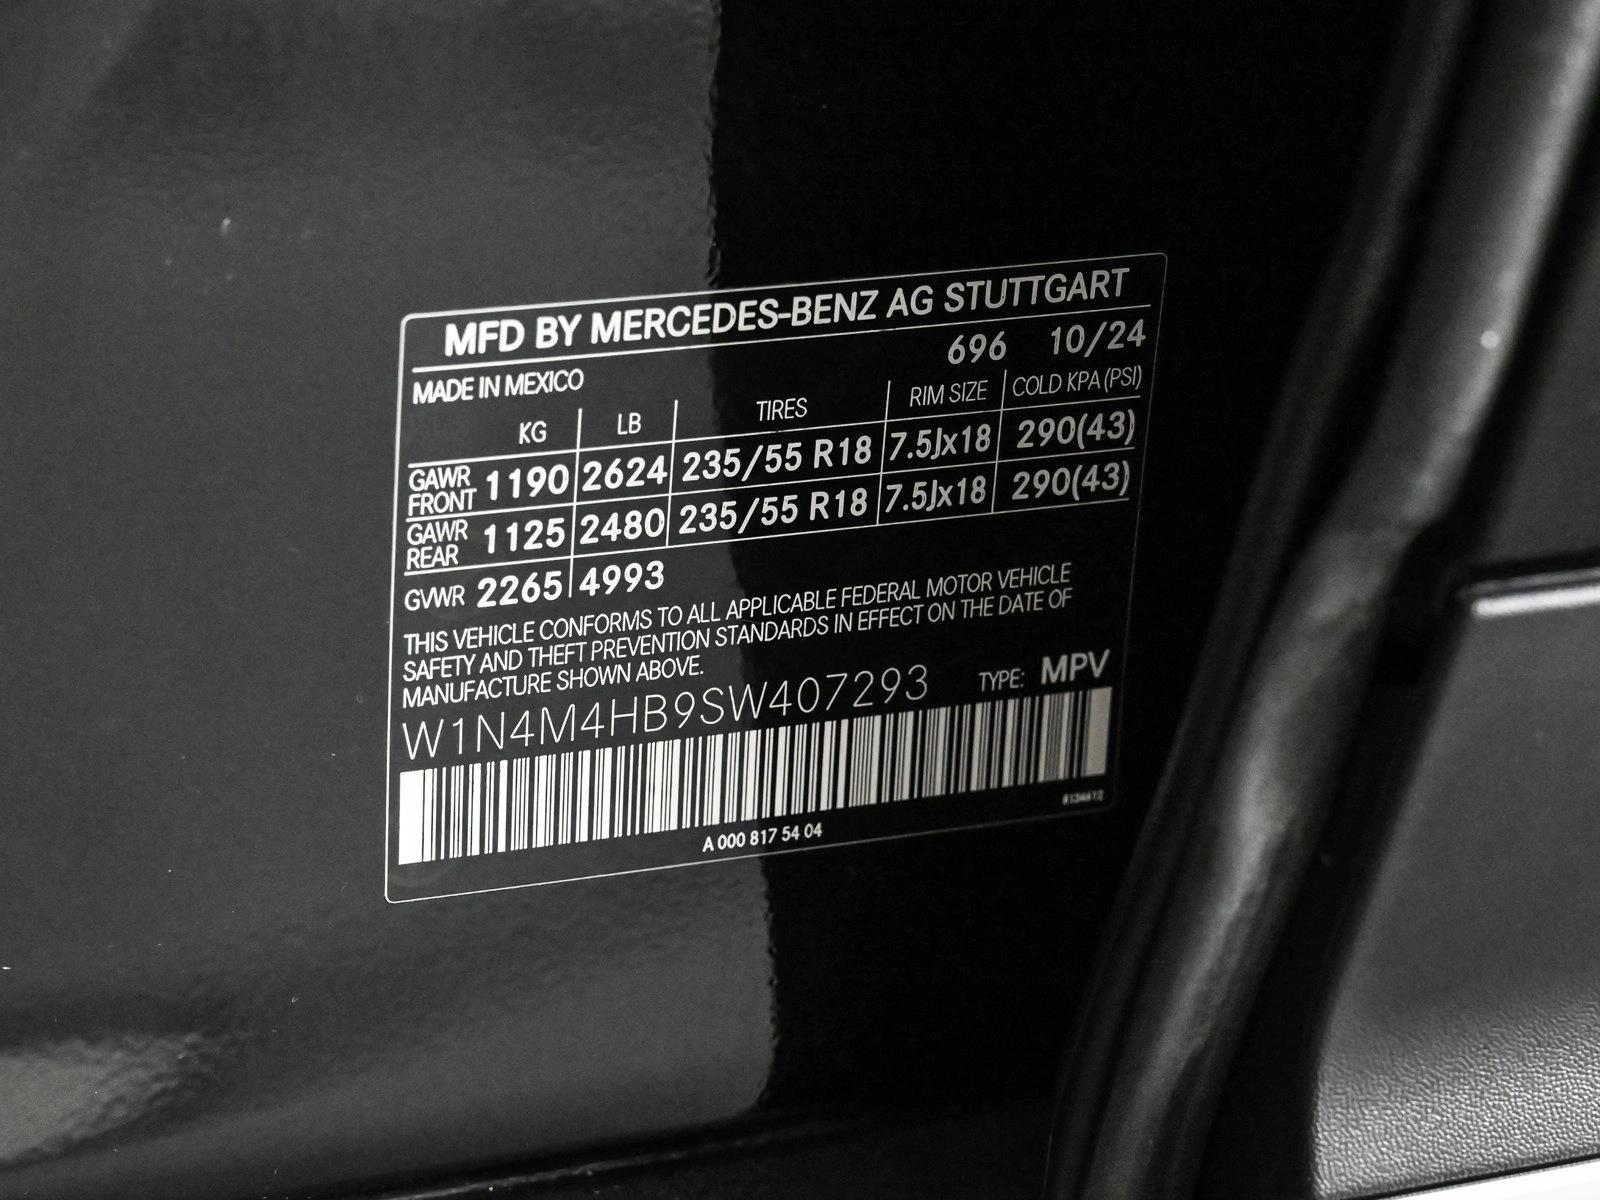 MFD BY MERCEDES-BENZ AG STUTTGART
696 10/24
MADE IN MEXICO
KG LB TIRES RIM SIZE COLD KPA (PSI)
GAWR FRONT 1190 2624 235/55 R18 7.5Jx18 290(43)
GAWR REAR 1125 2480 235/55 R18 7.5Jx18 290(43)
GVWR 2265 4993
THIS VEHICLE CONFORMS TO ALL APPLICABLE FEDERAL MOTOR VEHICLE
SAFETY AND THEFT PREVENTION STANDARDS IN EFFECT ON THE DATE OF
MANUFACTURE SHOWN ABOVE.
W1N4M4HB9SW407293 TYPE: MPV
A 000 817 54 04